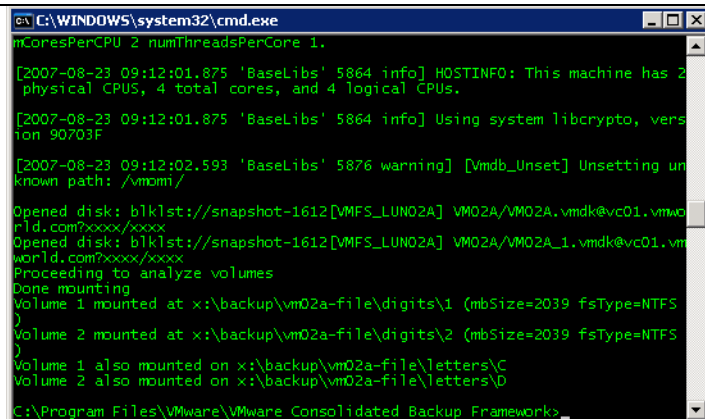 C:\WINDOWS\system32\cmd.exe
mCoresPerCPU 2 numThreadsPerCore 1.
[2007-08-23 09:12:01.875 'BaseLibs' 5864 info] HOSTINFO: This machine has 2
 physical CPUS, 4 total cores, and 4 logical CPUs.
[2007-08-23 09:12:01.875 'BaseLibs' 5864 info] Using system libcrypto, vers
ion 90703F
[2007-08-23 09:12:02.593 'BaseLibs' 5876 warning] [Vmdb_Unset] Unsetting un
known path: /vmomi/
Opened disk: blklst://snapshot-1612[VMFS_LUN02A] VM02A/VM02A.vmdk@vc01.vmwo
rld.com?xxxx/xxxx
Opened disk: blklst://snapshot-1612[VMFS_LUN02A] VM02A/VM02A_1.vmdk@vc01.vm
world.com?xxxx/xxxx
Proceeding to analyze volumes
Done mounting
Volume 1 mounted at x:\backup\vm02a-file\digits\1 (mbSize=2039 fsType=NTFS
)
Volume 2 mounted at x:\backup\vm02a-file\digits\2 (mbSize=2039 fsType=NTFS
)
Volume 1 also mounted on x:\backup\vm02a-file\letters\C
Volume 2 also mounted on x:\backup\vm02a-file\letters\D
C:\Program Files\VMware\VMware Consolidated Backup Framework>_